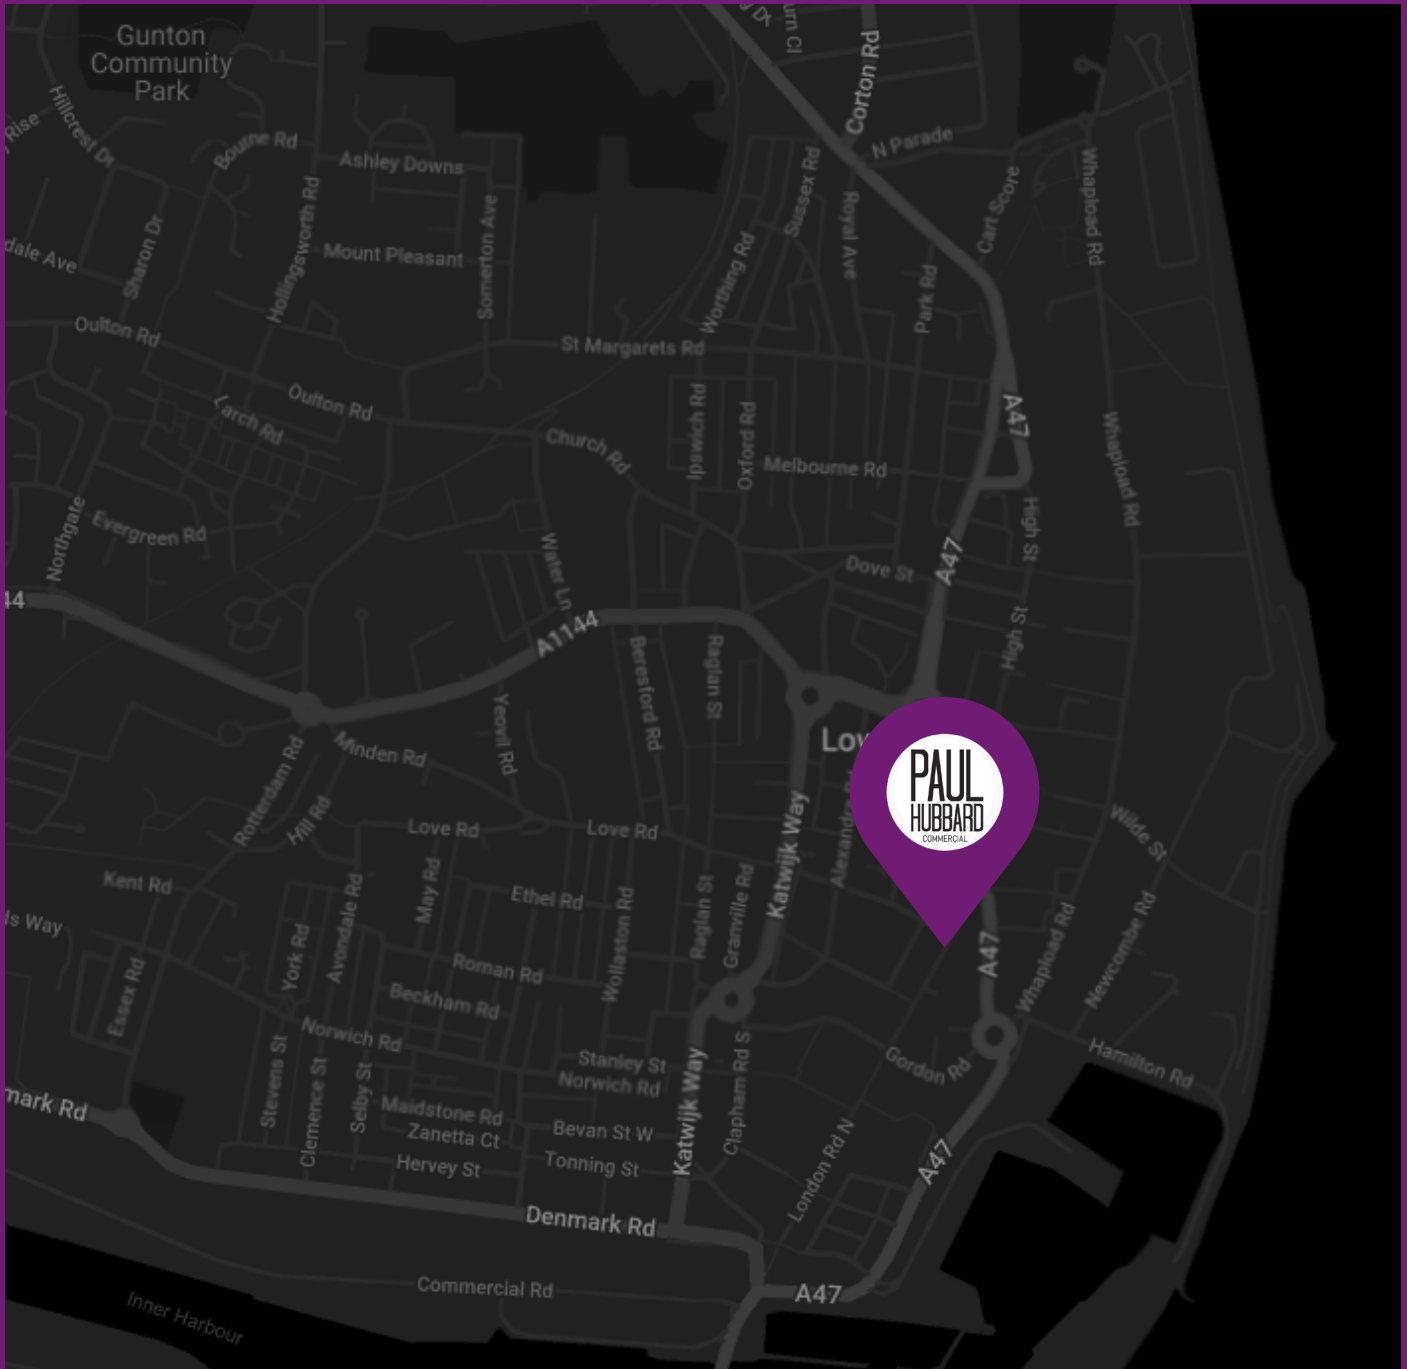 Gunton
Community
Park
Hillcrest Dr
Rise
Bourne Rd
Ashley Downs
Corton Rd
N Parade
Sussex Rd
Royal Ave
Cart Score
Whapload Rd
dale Ave
Sharon Dr
Hollingsworth Rd
Mount Pleasant
Somerton Ave
Worthing Rd
Park Rd
Oulton Rd
St Margarets Rd
Oulton Rd
Larch Rd
Church Rd
Ipswich Rd
Oxford Rd
Melbourne Rd
A47
Whapload Rd
Northgate
Evergreen Rd
Water Ln
Dove St
A47
High St
44
A1144
Beresford Rd
Raglan St
High St
Yeovil Rd
Minden Rd
Rotterdam Rd
Hill Rd
Love Rd
Love Rd
Katwijk Way
Low
PAUL
HUBBARD
COMMERCIAL
Wilde St
Kent Rd
May Rd
Ethel Rd
Wollaston Rd
Raglan St
Granville Rd
ds Way
York Rd
Avondale Rd
Roman Rd
Beckham Rd
A47
Whapload Rd
Newcombe Rd
Essex Rd
Norwich Rd
Stanley St
Norwich Rd
Gordon Rd
Hamilton Rd
Stevens St
Clemence St
Selby St
Maidstone Rd
Zanetta Ct
Bevan St W
Katwijk Way
Clapham Rd S
mark Rd
Hervey St
Tonning St
London Rd N
A47
Denmark Rd
Commercial Rd
A47
Inner Harbour